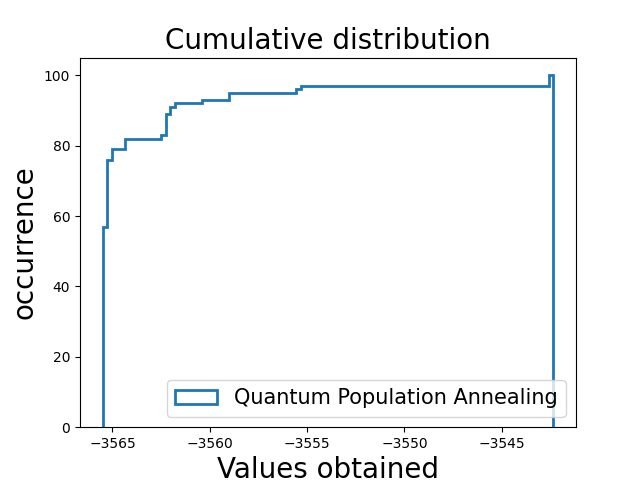 Cumulative distribution
occurrence
100
80
60
40
20
0
Quantum Population Annealing
−3565 −3560 −3555 −3550 −3545
Values obtained